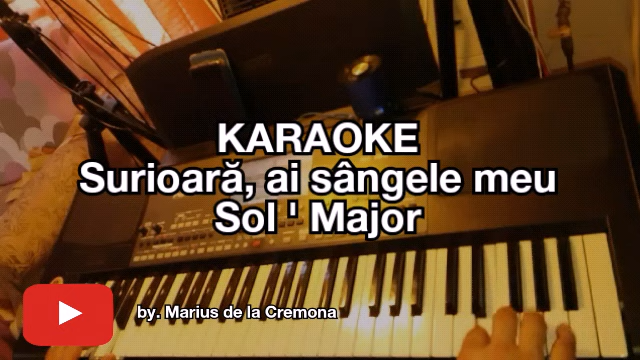 KARAOKE
Surioară, ai sângele meu
Sol ' Major
by. Marius de la Cremona